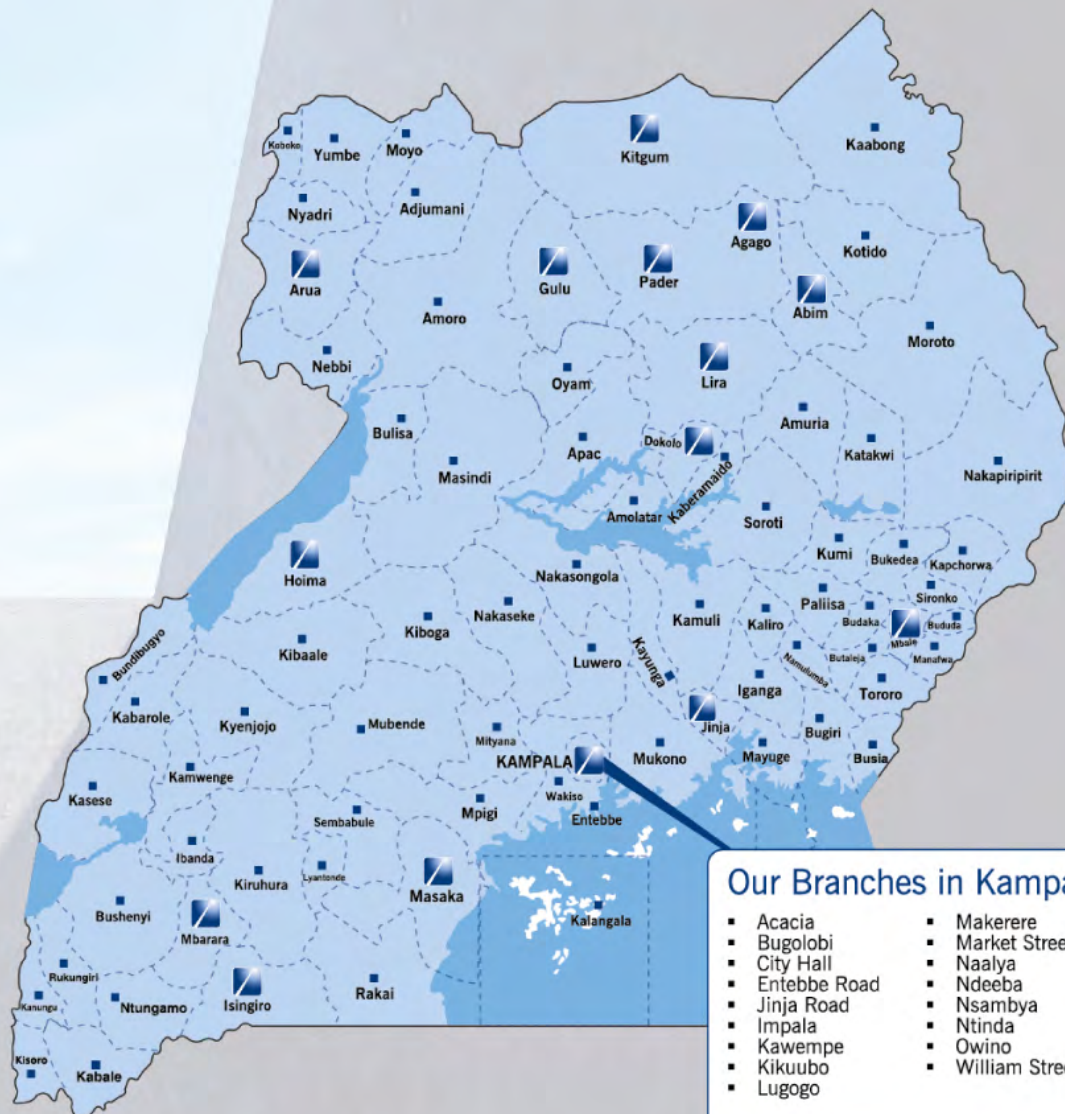 Koboko
Yumbe
Moyo
Kitgum
Kaabong
Nyadri
Adjumani
Agago
Kotido
Arua
Gulu
Pader
Abim
Amoro
Moroto
Nebbi
Oyam
Lira
Bulisa
Amuria
Apac
Dokolo
Katakwi
Masindi
Nakapiripirit
Kaberamaido
Amolatar
Soroti
Hoima
Kumi
Bukedea
Kapchorwa
Nakasongola
Sironko
Nakaseke
Paliisa
Kiboga
Kamuli
Kaliro
Budaka
Bududa
Bundibugyo
Kibaale
Mbale
Luwero
Kayunga
Namulumba
Butaleja
Manafwa
Iganga
Tororo
Kabarole
Kyenjojo
Mubende
Mityana
Jinja
Bugiri
KAMPALA
Mukono
Mayuge
Busia
Kamwenge
Kasese
Wakiso
Sembabule
Mpigi
Entebbe
Ibanda
Kiruhura
Lyantonde
Masaka
Bushenyi
Mbarara
Kalangala
Rukungiri
Kanungu
Ntungamo
Isingiro
Rakai
Kisoro
Kabale
Our Branches in
Acacia
Bugolobi
City Hall
Entebbe Road
Jinja Road
Impala
Kawempe
Kikuubo
Lugogo
Makerere
Market
Naalya
Ndeeba
Nsambya
Ntinda
Owino
William